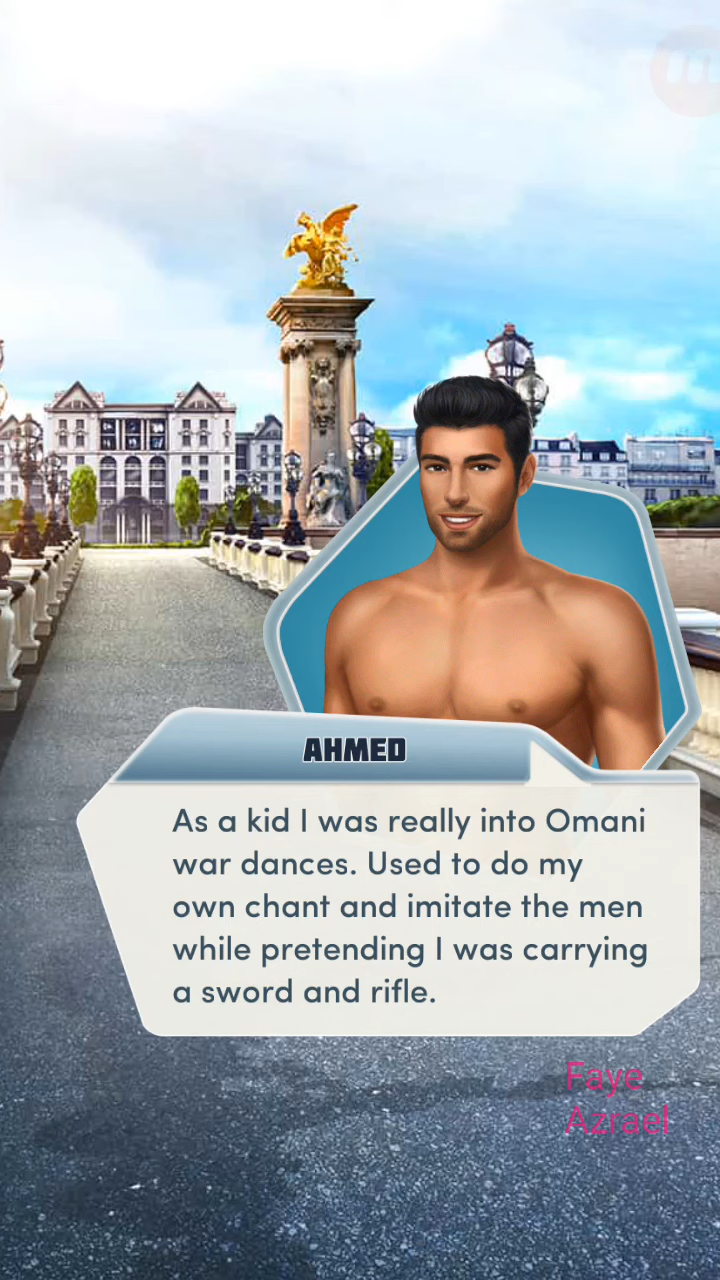 AHMED
As a kid I was really into Omani
war dances. Used to do my
own chant and imitate the men
while pretending I was carrying
a sword and rifle.
Faye
Azrael